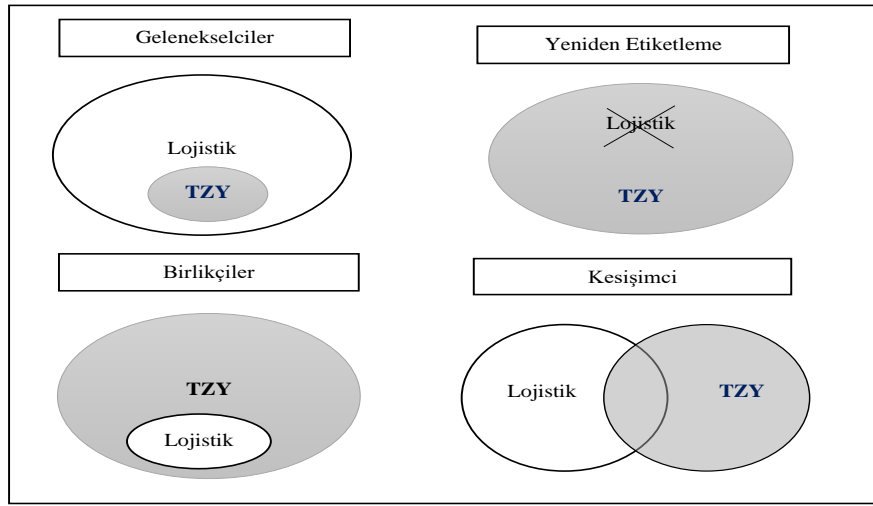 Gelenekselciler
Yeniden Etiketleme
Lojistik
TZY
Lojistik
TZY
Birlikçiler
Kesişimci
TZY
Lojistik
Lojistik
TZY